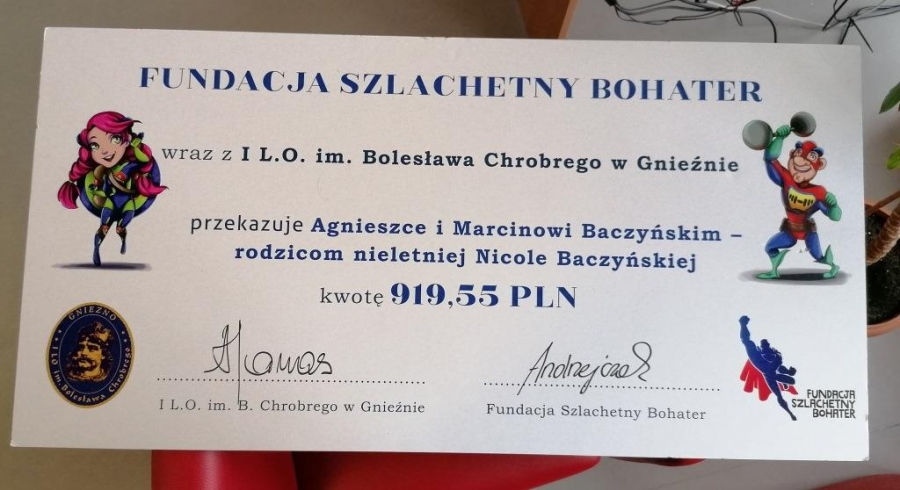 FUNDACJA SZLACHETNY BOHATER
wraz z I L.O. im. Bolesława Chrobrego w Gnieźnie
przekazuje Agnieszce i Marcinowi Baczyńskim –
rodzicom nieletniej Nicole Baczyńskiej
kwotę 919,55 PLN
GNIEZNO
I LO im. Bolesława Chrobrego
Andrzejczak
I L.O. im. B. Chrobrego w Gnieźnie
Fundacja Szlachetny Bohater
FUNDACJA
SZLACHETNY
BOHATER